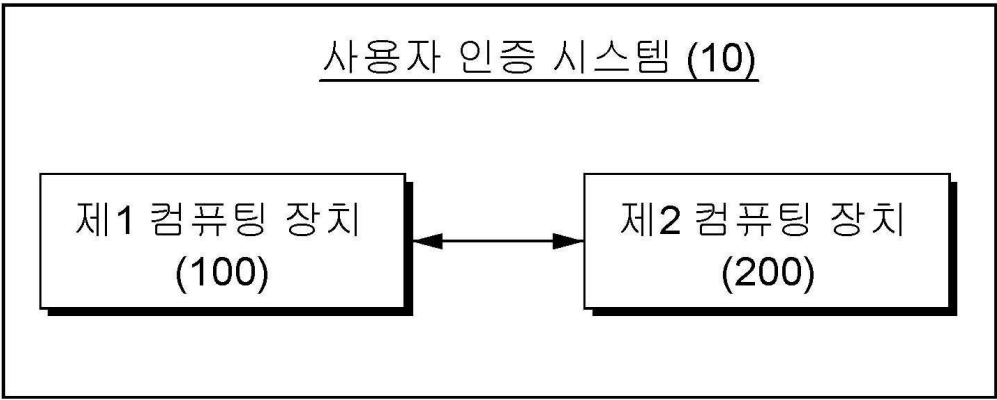 사용자 인증 시스템 (10)
제1 컴퓨팅 장치
(100)
제2 컴퓨팅 장치
(200)